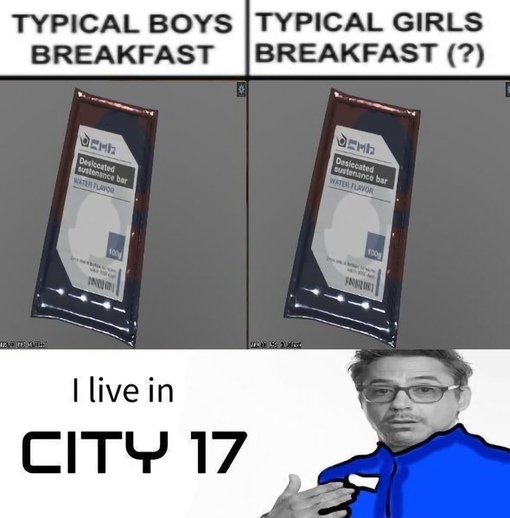 TYPICAL BOYS
BREAKFAST
TYPICAL GIRLS
BREAKFAST (?)
Desiccated
sustenance bar
WATER FLAVOR
100g
Desiccated
sustenance bar
WATER FLAVOR
100g
I live in
CITY 17